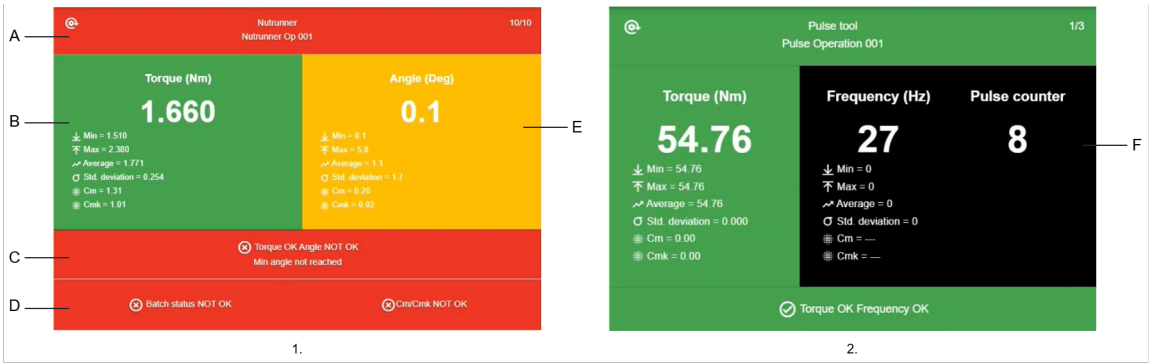 A
Nutrunner
10/10
Nutrunner Op 001
B
Torque (Nm)
1.660
Min = 1.510
Max = 2.380
Average = 1.771
Std. deviation = 0.254
Cm = 1.31
Cmk = 1.01
Angle (Deg)
0.1
Min = 0.1
Max = 5.8
Average = 1.1
Std. deviation = 1.7
Cm = 0.20
Cmk = 0.02
E
C
Torque OK Angle NOT OK
Min angle not reached
D
Batch status NOT OK
Cm/Cmk NOT OK
1.
Pulse tool
1/3
Pulse Operation 001
Torque (Nm)
54.76
Min = 54.76
Max = 54.76
Average = 54.76
Std. deviation = 0.000
Cm = 0.00
Cmk = 0.00
Frequency (Hz)
27
Min = 0
Max = 0
Average = 0
Std. deviation = 0
Cm = ---
Cmk = ---
Pulse counter
8
F
Torque OK Frequency OK
2.